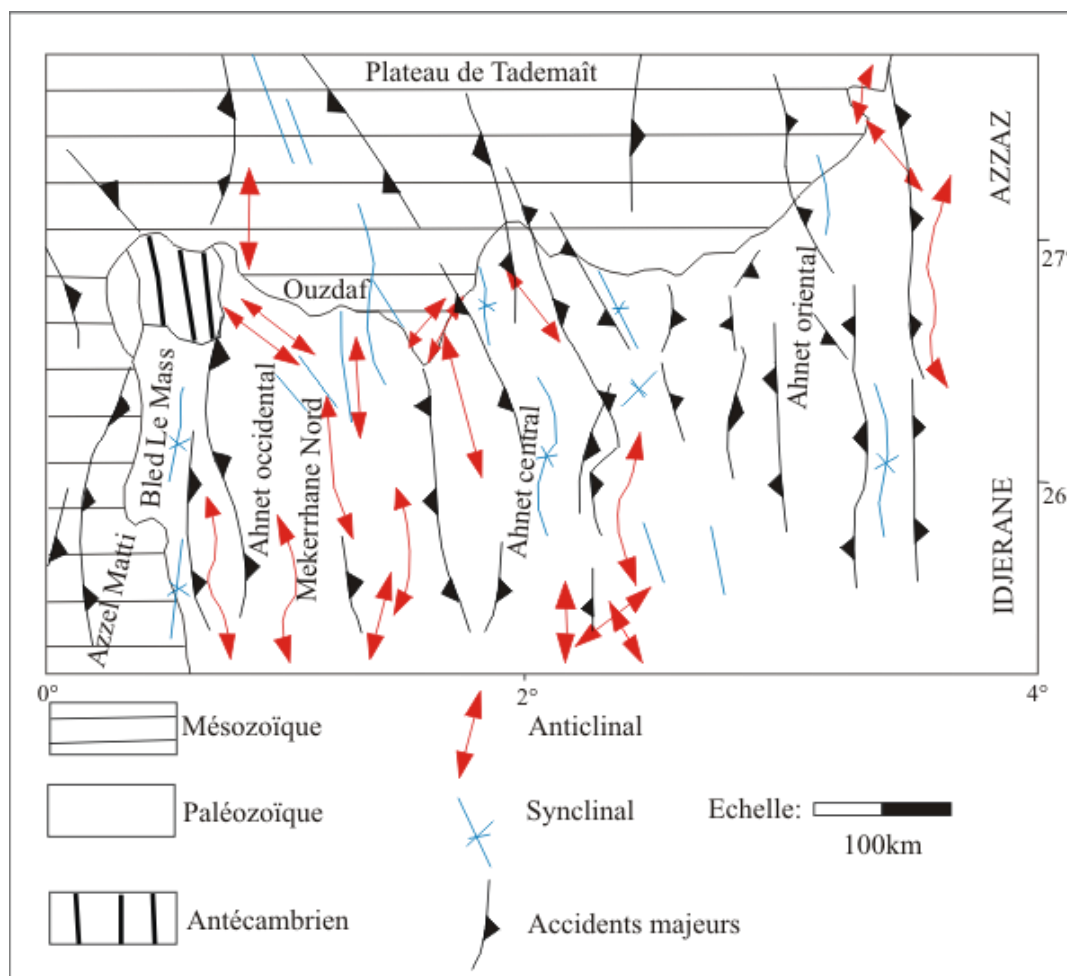 Plateau de Tademaît
AZZAZ
27°
Ouzdaf
Bled Le Mass
Ahnet occidental
Mekerrhane Nord
Ahnet central
Ahnet oriental
26
Azzel Matti
IDJERANE
0°
2°
4°
Mésozoïque
Anticlinal
Paléozoïque
Synclinal
Echelle:
100km
Antécambrien
Accidents majeurs